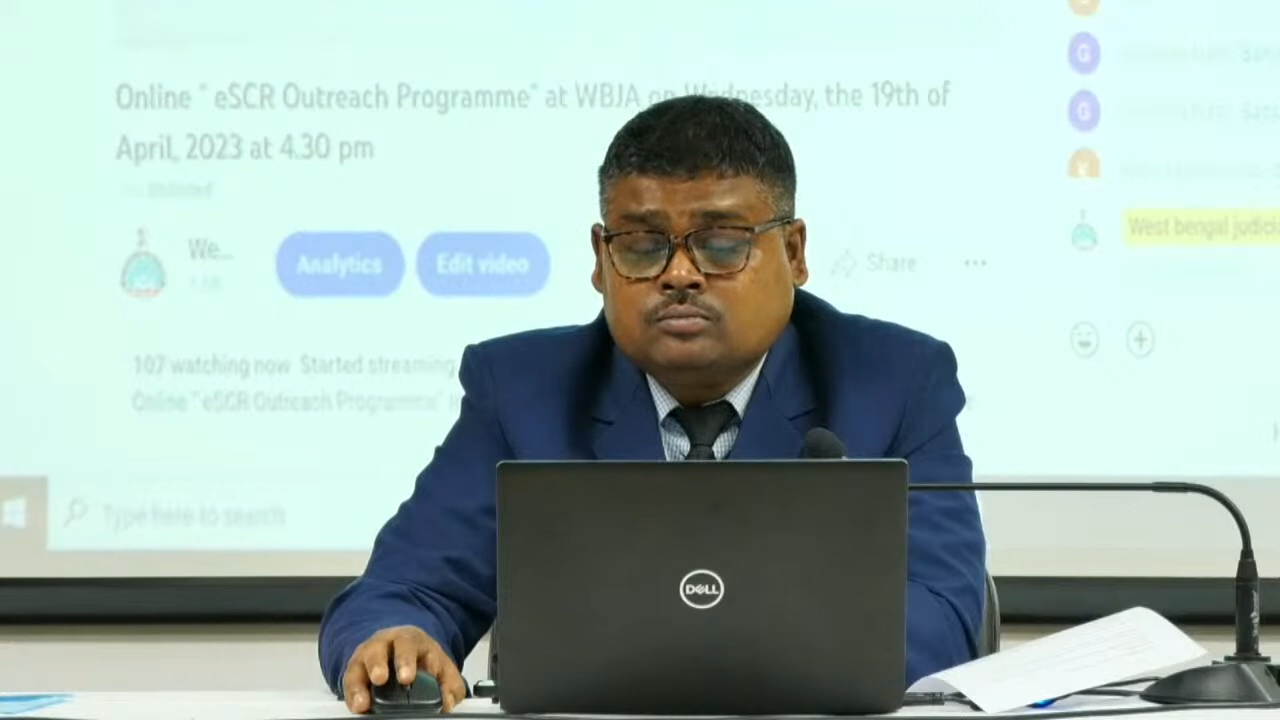 Online " eSCR Outreach Programme" at WBJA on Wednesday, the 19th of
April, 2023 at 4.30 pm
Unlisted
We...
Analytics
Edit video
Share
...
107 watching now Started streaming
Online " eSCR Outreach Programme"
Type here to search
G
G
West bengal judicia
DELL